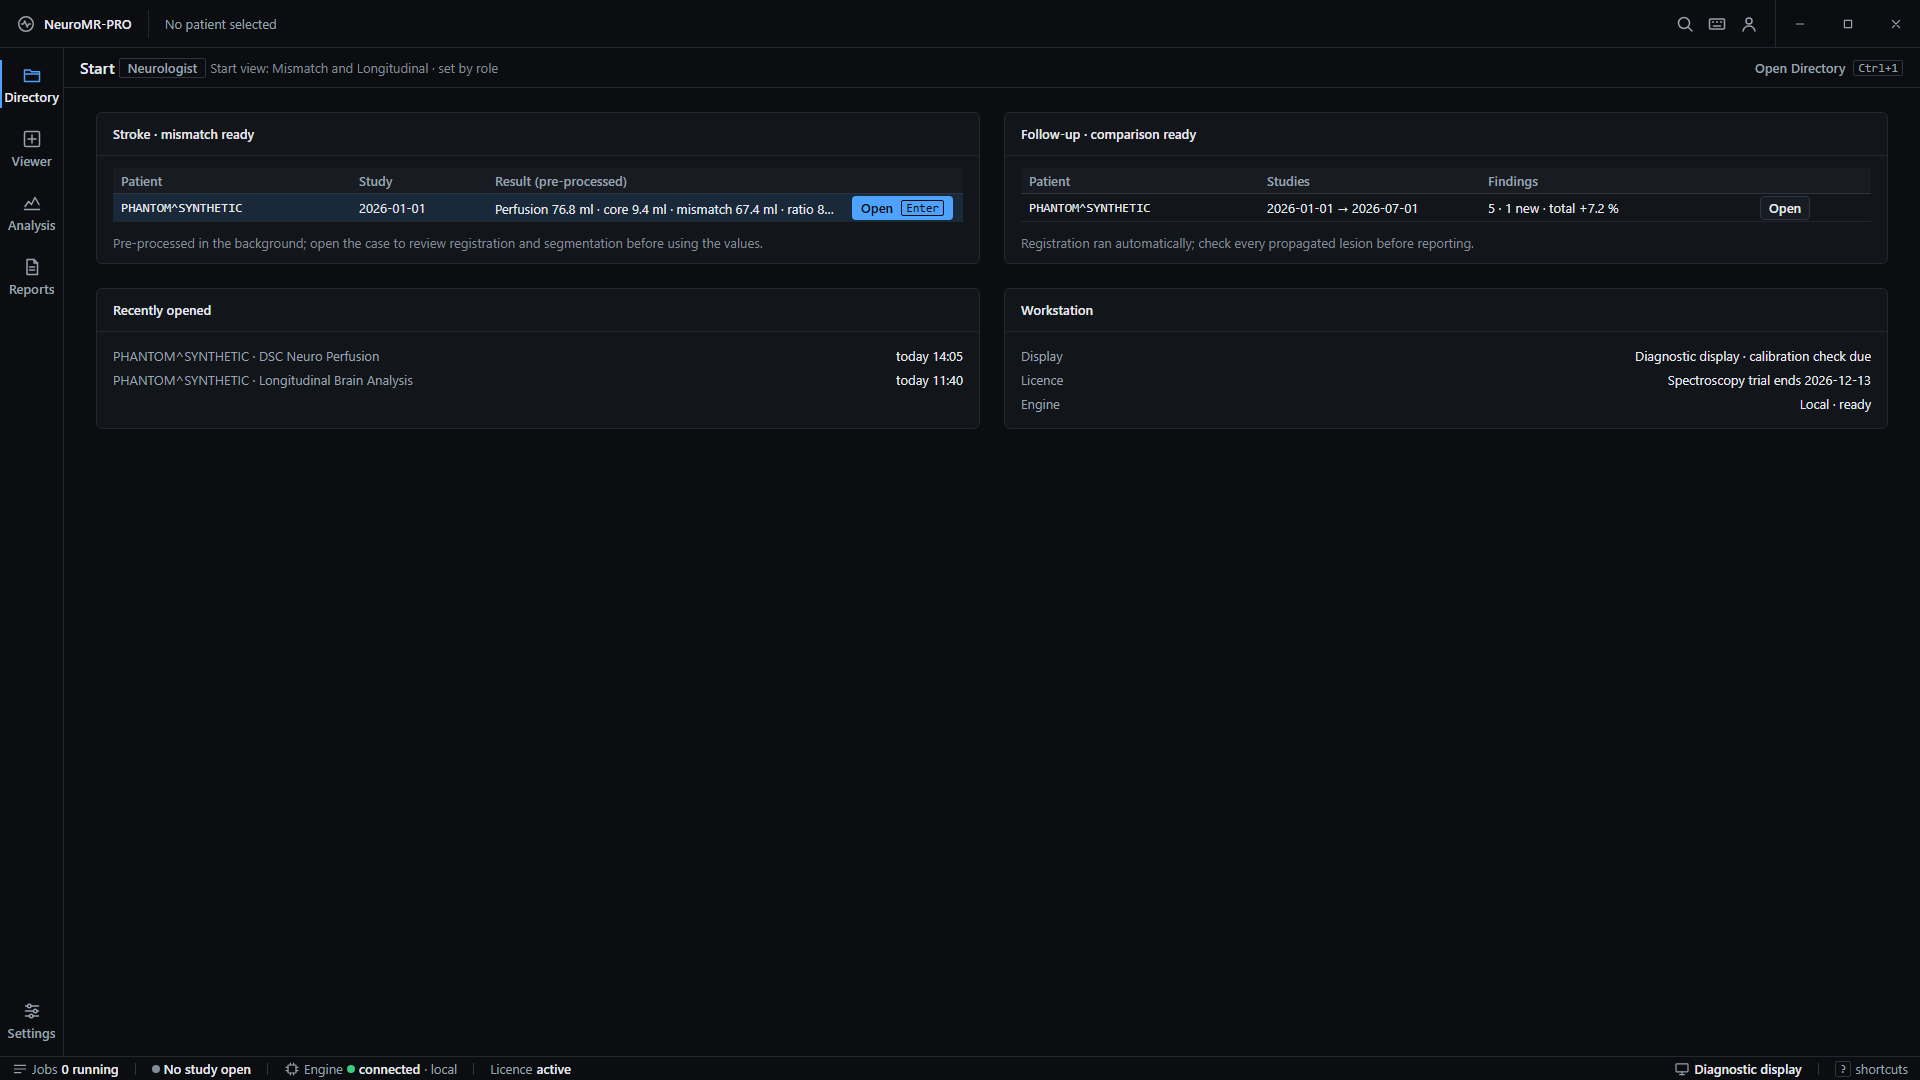 NeuroMR-PRO No patient selected
Directory
Viewer
Analysis
Reports
Settings
Start Neurologist Start view: Mismatch and Longitudinal · set by role Open Directory Ctrl+1
Stroke · mismatch ready
Patient Study Result (pre-processed)
PHANTOM^SYNTHETIC 2026-01-01 Perfusion 76.8 ml · core 9.4 ml · mismatch 67.4 ml · ratio 8... Open Enter
Pre-processed in the background; open the case to review registration and segmentation before using the values.
Follow-up · comparison ready
Patient Studies Findings
PHANTOM^SYNTHETIC 2026-01-01 → 2026-07-01 5 · 1 new · total +7.2 % Open
Registration ran automatically; check every propagated lesion before reporting.
Recently opened
PHANTOM^SYNTHETIC · DSC Neuro Perfusion today 14:05
PHANTOM^SYNTHETIC · Longitudinal Brain Analysis today 11:40
Workstation
Display Diagnostic display · calibration check due
Licence Spectroscopy trial ends 2026-12-13
Engine Local · ready
Jobs 0 running No study open Engine connected · local Licence active Diagnostic display ? shortcuts